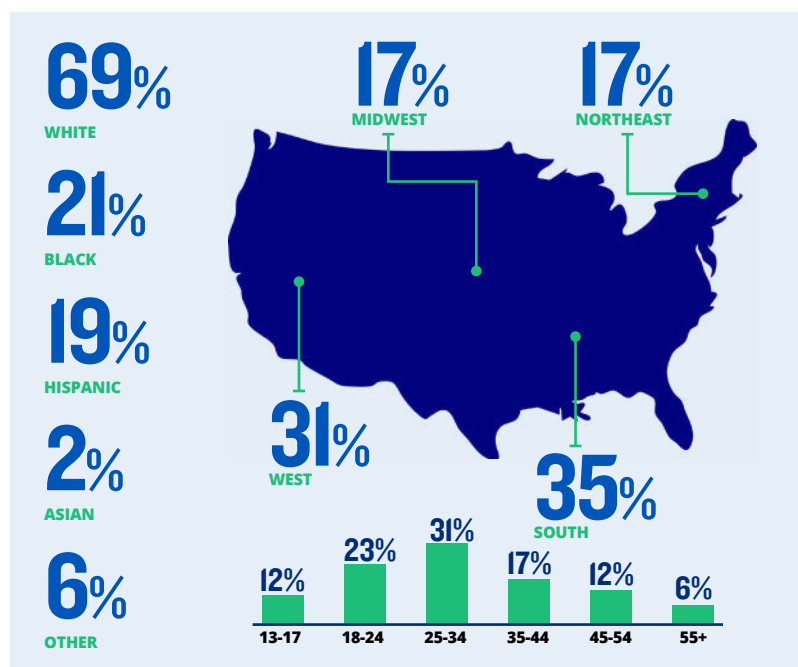 69%
WHITE
21%
BLACK
19%
HISPANIC
2%
ASIAN
6%
OTHER
17%
MIDWEST
17%
NORTHEAST
31%
WEST
35%
SOUTH
12% 23% 31% 17% 12% 6%
13-17 18-24 25-34 35-44 45-54 55+